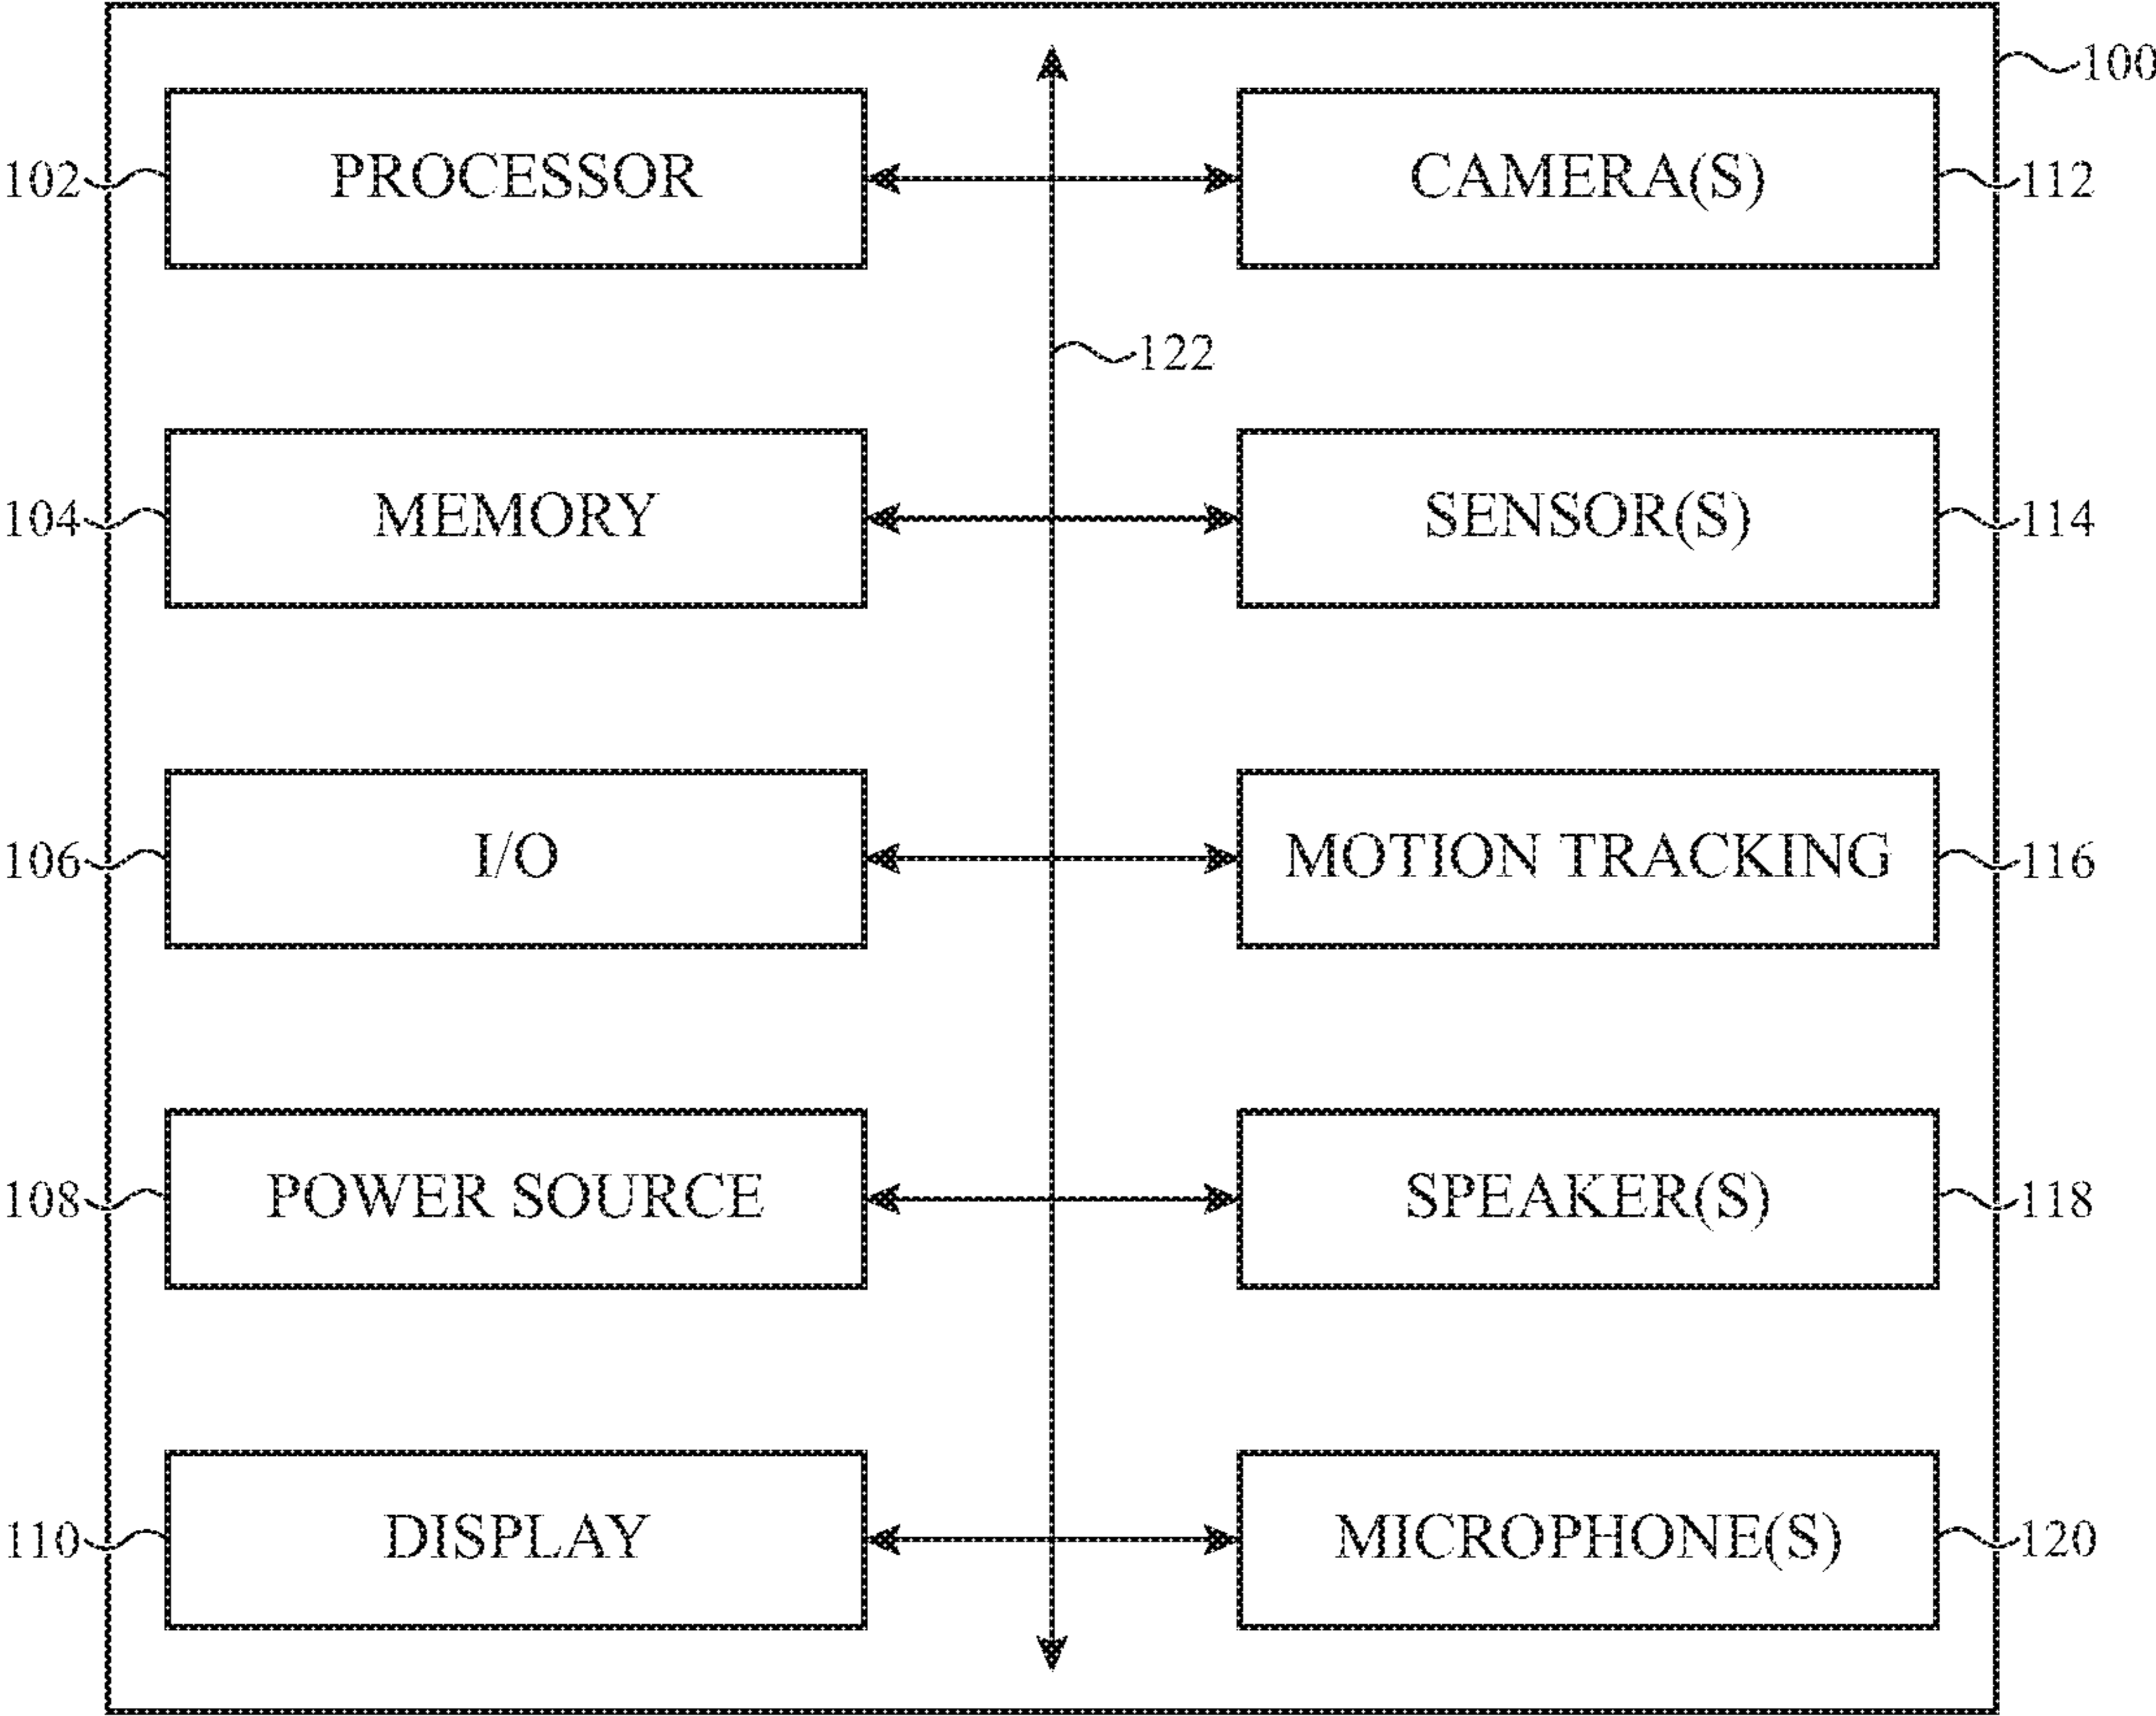 100
102 PROCESSOR CAMERA(S) 112
122
104 MEMORY SENSOR(S) 114
106 I/O MOTION TRACKING 116
108 POWER SOURCE SPEAKER(S) 118
110 DISPLAY MICROPHONE(S) 120